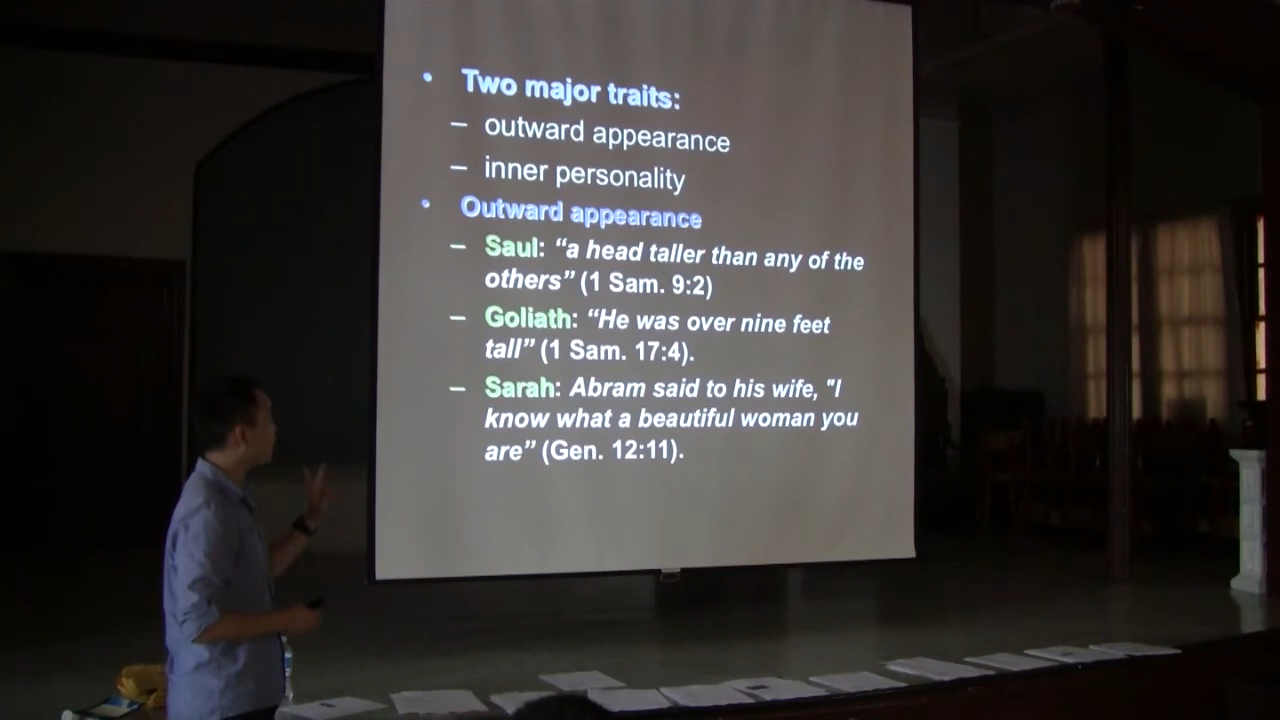 • Two major traits:
– outward appearance
– inner personality
• Outward appearance
– Saul: “a head taller than any of the
others” (1 Sam. 9:2)
– Goliath: “He was over nine feet
tall” (1 Sam. 17:4).
– Sarah: Abram said to his wife, "I
know what a beautiful woman you
are” (Gen. 12:11).